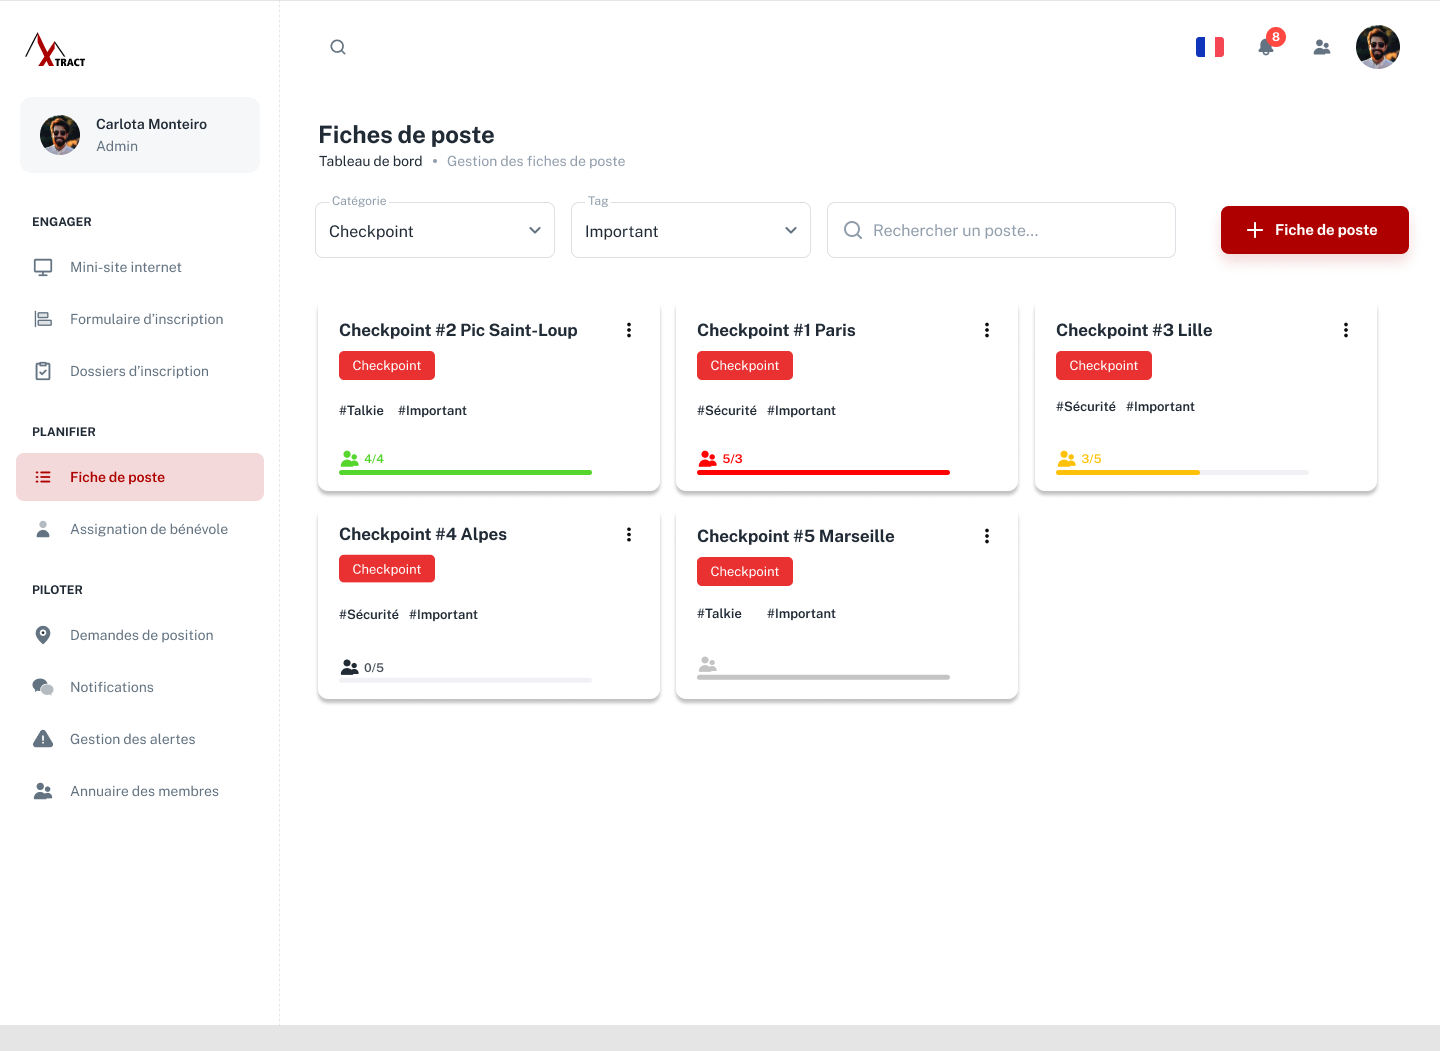 XTRACT
8
Carlota Monteiro
Admin
ENGAGER
Mini-site internet
Formulaire d’inscription
Dossiers d’inscription
PLANIFIER
Fiche de poste
Assignation de bénévole
PILOTER
Demandes de position
Notifications
Gestion des alertes
Annuaire des membres
Fiches de poste
Tableau de bord • Gestion des fiches de poste
Catégorie
Checkpoint
Tag
Important
Rechercher un poste...
Fiche de poste
Checkpoint #2 Pic Saint-Loup
Checkpoint
#Talkie #Important
4/4
Checkpoint #1 Paris
Checkpoint
#Sécurité #Important
5/3
Checkpoint #3 Lille
Checkpoint
#Sécurité #Important
3/5
Checkpoint #4 Alpes
Checkpoint
#Sécurité #Important
0/5
Checkpoint #5 Marseille
Checkpoint
#Talkie #Important